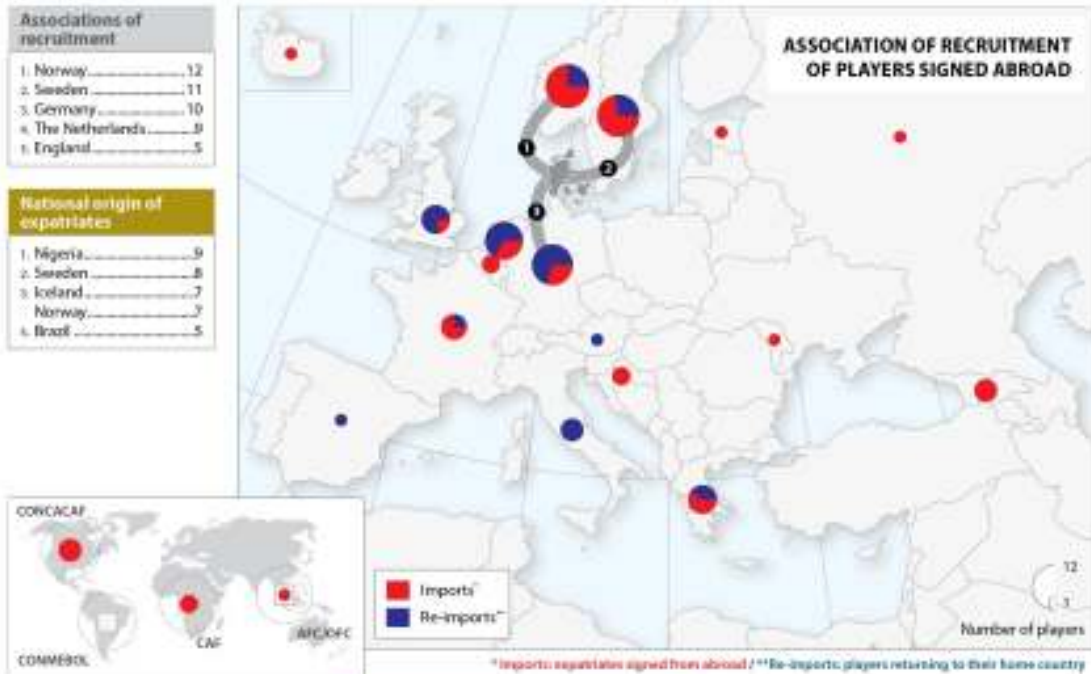 Associations of
recruitment
1. Norway..................12
2. Sweden..................11
3. Germany.................10
4. The Netherlands..........9
5. England..................5
National origin of
expatriates
1. Nigeria..................9
2. Sweden...................8
3. Iceland..................7
Norway...................7
5. Brazil...................5
ASSOCIATION OF RECRUITMENT
OF PLAYERS SIGNED ABROAD
1
2
3
CONCACAF
CONMEBOL
CAF
AFC/OFC
Imports*
Re-imports**
12
Number of players
*Imports: expatriates signed from abroad / **Re-imports: players returning to their home country